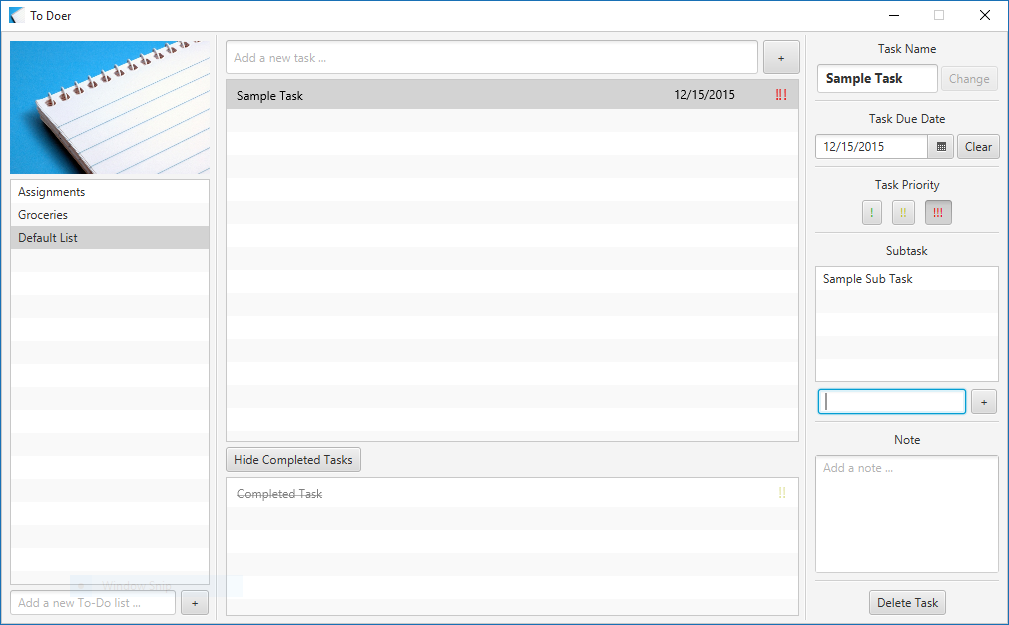 To Doer
Assignments
Groceries
Default List
Window Snip
Add a new To-Do list ...
+
Add a new task ...
+
Sample Task 12/15/2015 !!!
Hide Completed Tasks
Completed Task !!
Task Name
Sample Task Change
Task Due Date
12/15/2015 Clear
Task Priority
! !! !!!
Subtask
Sample Sub Task
+
Note
Add a note ...
Delete Task